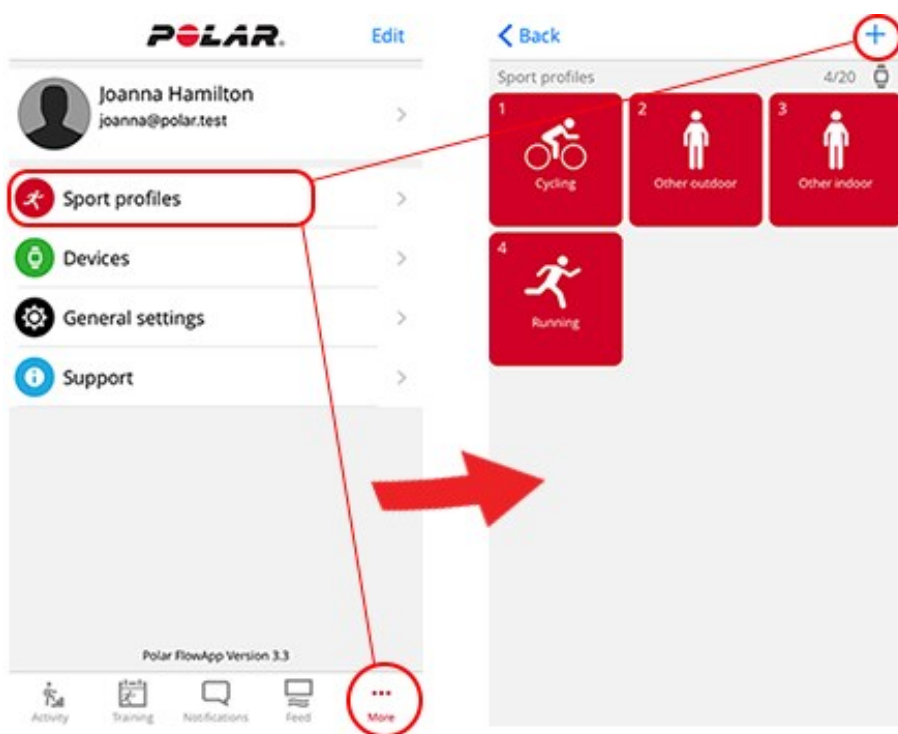 POLAR.
Edit
Joanna Hamilton
joanna@polar.test
Sport profiles
Devices
General settings
Support
Polar FlowApp Version 3.3
Activity
Training
Notifications
Feed
More
Back
Sport profiles
4/20
1
Cycling
2
Other outdoor
3
Other indoor
4
Running